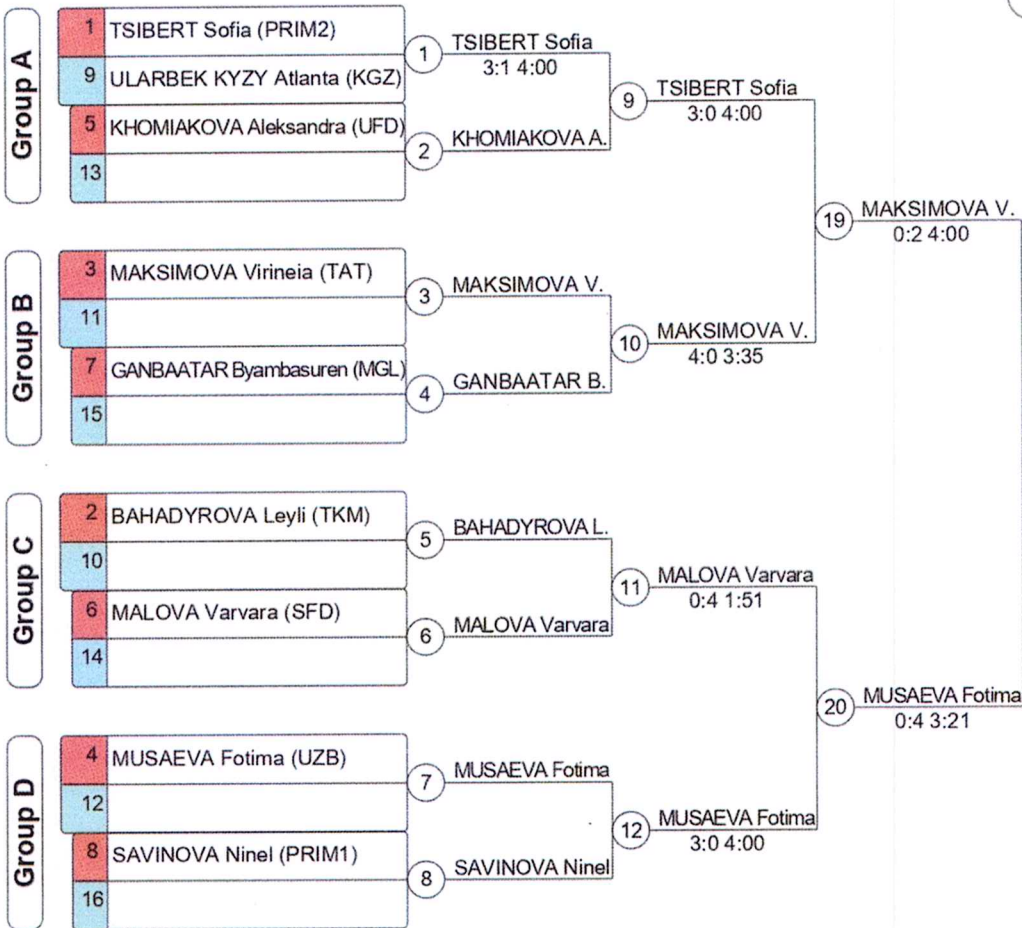 Group A
1 TSIBERT Sofia (PRIM2)
9 ULARBEK KYZY Atlanta (KGZ)
5 KHOMIAKOVA Aleksandra (UFD)
13
1 TSIBERT Sofia
3:1 4:00
2 KHOMIAKOVA A.
9 TSIBERT Sofia
3:0 4:00
19 MAKSIMOVA V.
0:2 4:00
Group B
3 MAKSIMOVA Virineia (TAT)
11
7 GANBAATAR Byambasuren (MGL)
15
3 MAKSIMOVA V.
4 GANBAATAR B.
10 MAKSIMOVA V.
4:0 3:35
Group C
2 BAHADYROVA Leyli (TKM)
10
6 MALOVA Varvara (SFD)
14
5 BAHADYROVA L.
6 MALOVA Varvara
11 MALOVA Varvara
0:4 1:51
20 MUSAEVA Fotima
0:4 3:21
Group D
4 MUSAEVA Fotima (UZB)
12
8 SAVINOVA Ninel (PRIM1)
16
7 MUSAEVA Fotima
8 SAVINOVA Ninel
12 MUSAEVA Fotima
3:0 4:00